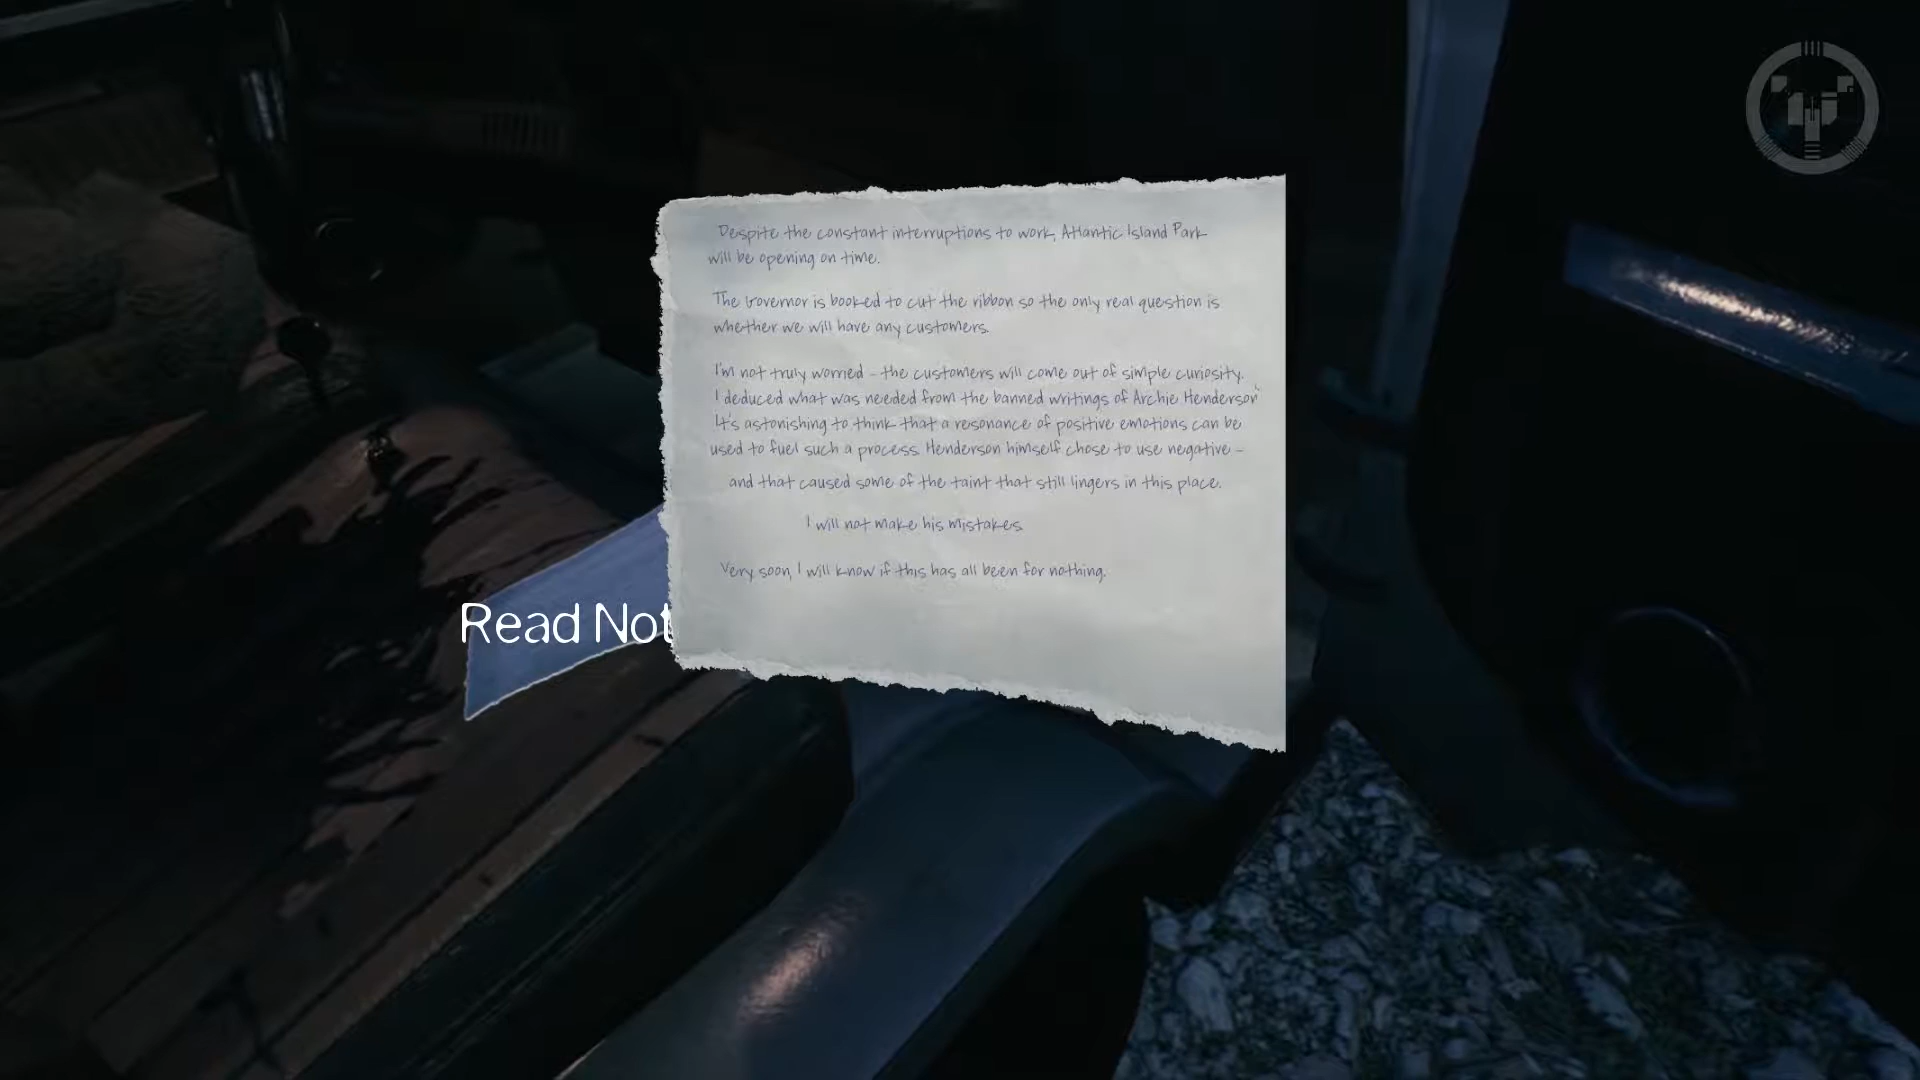 Despite the constant interruptions to work, Atlantic Island Park
will be opening on time.
The Governor is booked to cut the ribbon so the only real question is
whether we will have any customers.
I'm not truly worried - the customers will come out of simple curiosity.
I deduced what was needed from the banned writings of Archie Henderson
It's astonishing to think that a resonance of positive emotions can be
used to fuel such a process. Henderson himself chose to use negative -
and that caused some of the taint that still lingers in this place.
I will not make his mistakes
Very soon, I will know if this has all been for nothing.
Read Not